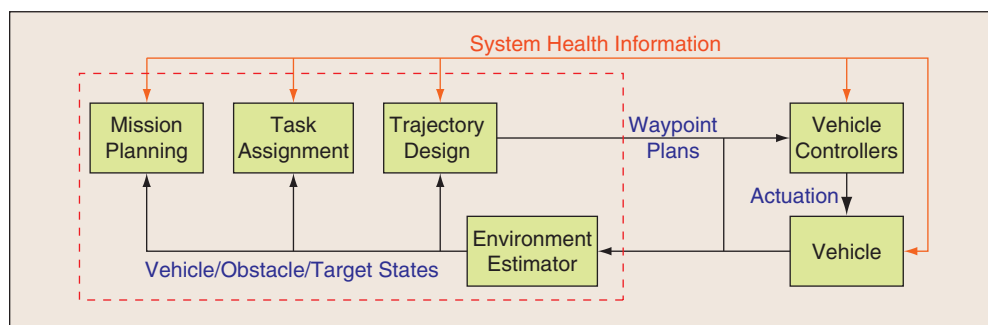 System Health Information
Mission
Planning
Task
Assignment
Trajectory
Design
Waypoint
Plans
Vehicle
Controllers
Actuation
Environment
Estimator
Vehicle
Vehicle/Obstacle/Target States